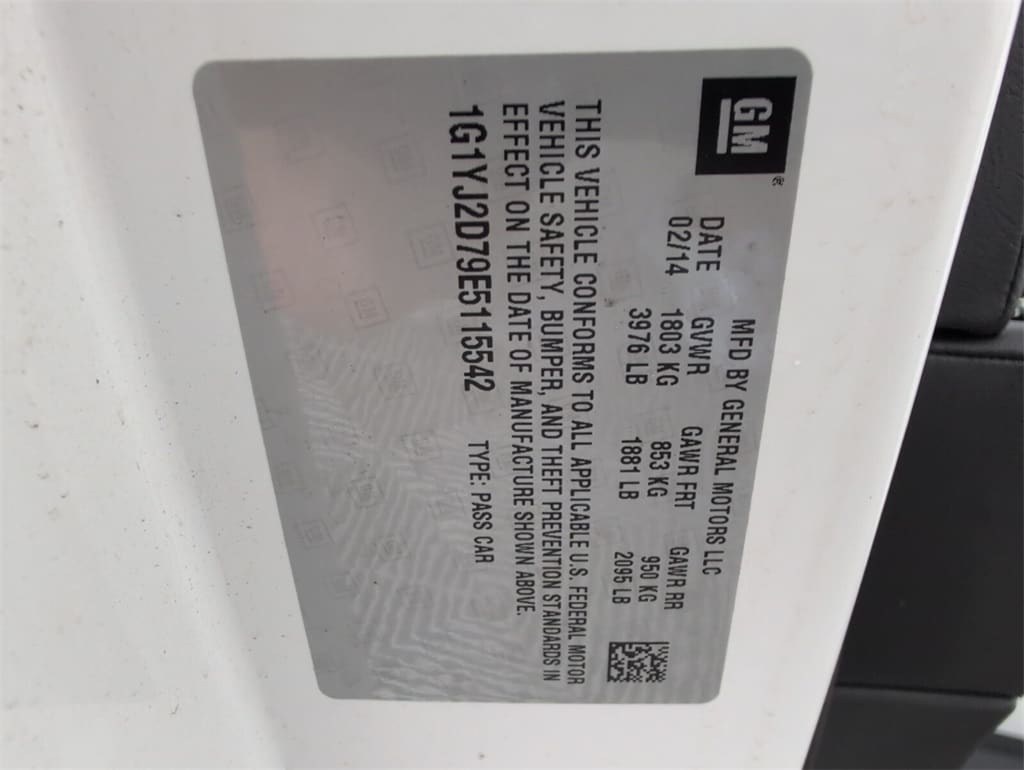 GM®
MFD BY GENERAL MOTORS LLC
DATE GVWR GAWR FRT GAWR RR
02/14 1803 KG 853 KG 950 KG
3976 LB 1881 LB 2095 LB
THIS VEHICLE CONFORMS TO ALL APPLICABLE U.S. FEDERAL MOTOR
VEHICLE SAFETY, BUMPER, AND THEFT PREVENTION STANDARDS IN
EFFECT ON THE DATE OF MANUFACTURE SHOWN ABOVE.
1G1YJ2D79E5115542 TYPE: PASS CAR